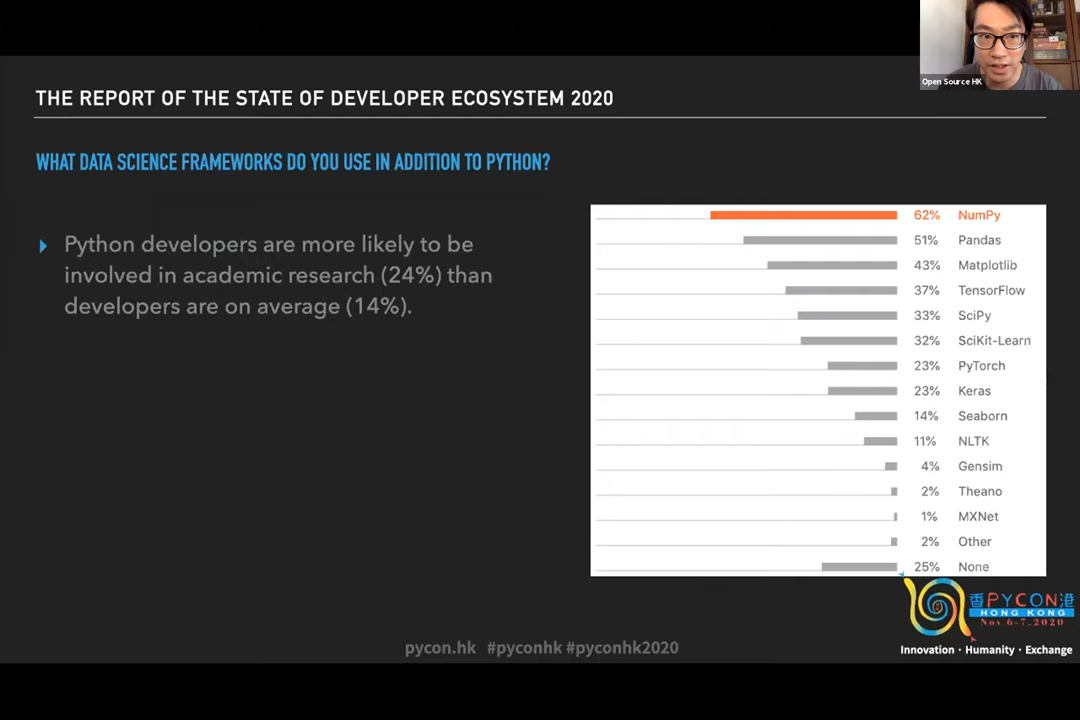 Open Source HK
THE REPORT OF THE STATE OF DEVELOPER ECOSYSTEM 2020
WHAT DATA SCIENCE FRAMEWORKS DO YOU USE IN ADDITION TO PYTHON?
Python developers are more likely to be
involved in academic research (24%) than
developers are on average (14%).
62% NumPy
51% Pandas
43% Matplotlib
37% TensorFlow
33% SciPy
32% SciKit-Learn
23% PyTorch
23% Keras
14% Seaborn
11% NLTK
4% Gensim
2% Theano
1% MXNet
2% Other
25% None
香PYCON港
HONG KONG
Nov 6-7.2020
Innovation · Humanity · Exchange
pycon.hk #pyconhk #pyconhk2020